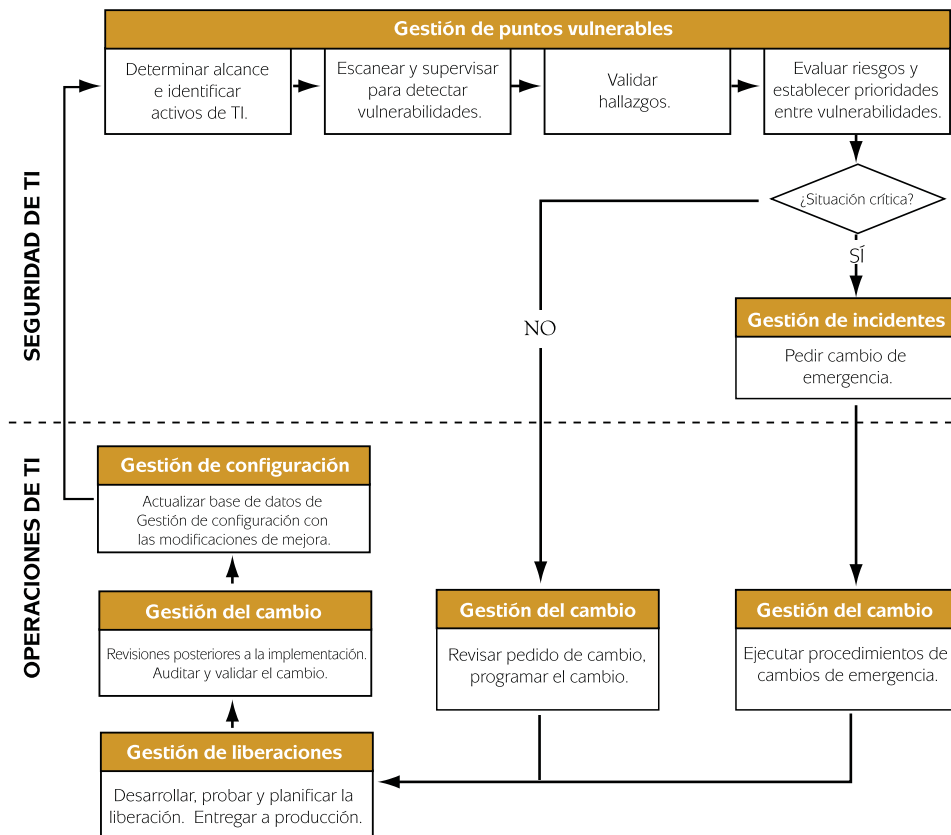 Gestión de puntos vulnerables
Determinar alcance
e identificar
activos de TI.
Escanear y supervisar
para detectar
vulnerabilidades.
Validar
hallazgos.
Evaluar riesgos y
establecer prioridades
entre vulnerabilidades.
¿Situación crítica?
SÍ
NO
SEGURIDAD DE TI
Gestión de incidentes
Pedir cambio de
emergencia.
OPERACIONES DE TI
Gestión de configuración
Actualizar base de datos de
Gestión de configuración con
las modificaciones de mejora.
Gestión del cambio
Revisiones posteriores a la implementación.
Auditar y validar el cambio.
Gestión del cambio
Revisar pedido de cambio,
programar el cambio.
Gestión del cambio
Ejecutar procedimientos de
cambios de emergencia.
Gestión de liberaciones
Desarrollar, probar y planificar la
liberación. Entregar a producción.